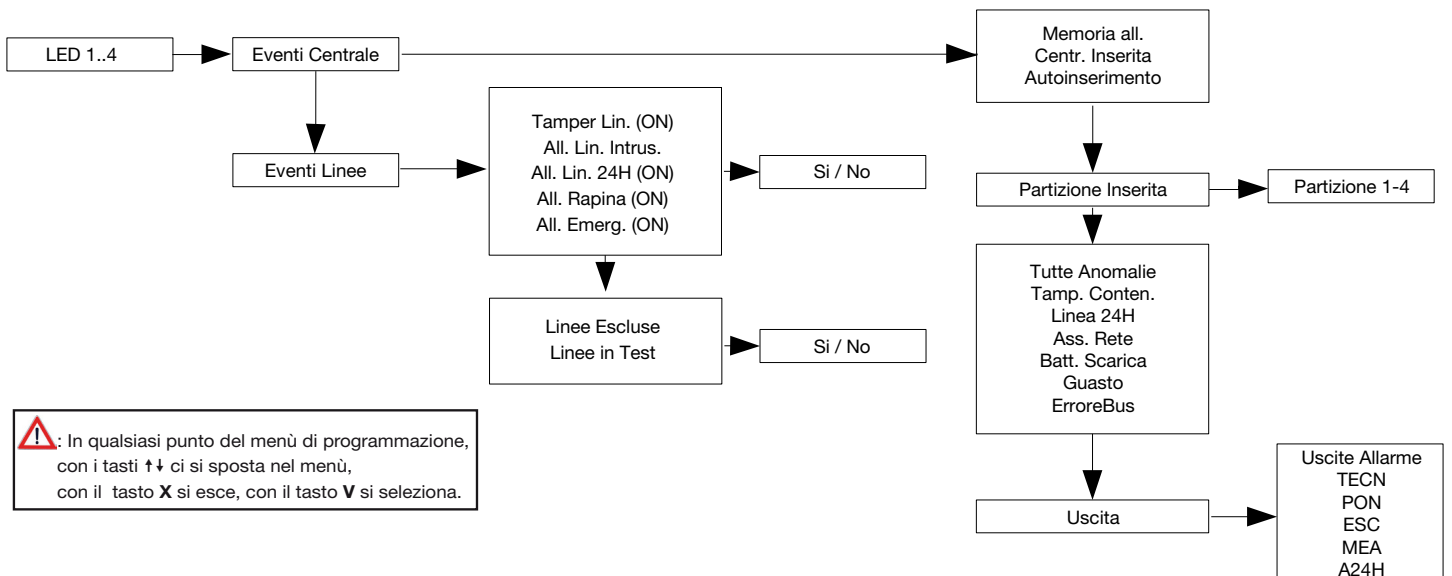 LED 1..4
Eventi Centrale
Memoria all.
Centr. Inserita
Autoinserimento
Eventi Linee
Tamper Lin. (ON)
All. Lin. Intrus.
All. Lin. 24H (ON)
All. Rapina (ON)
All. Emerg. (ON)
Si / No
Partizione Inserita
Partizione 1-4
Linee Escluse
Linee in Test
Si / No
Tutte Anomalie
Tamp. Conten.
Linea 24H
Ass. Rete
Batt. Scarica
Guasto
ErroreBus
: In qualsiasi punto del menù di programmazione,
con i tasti ↑↓ ci si sposta nel menù,
con il tasto X si esce, con il tasto V si seleziona.
Uscita
Uscite Allarme
TECN
PON
ESC
MEA
A24H